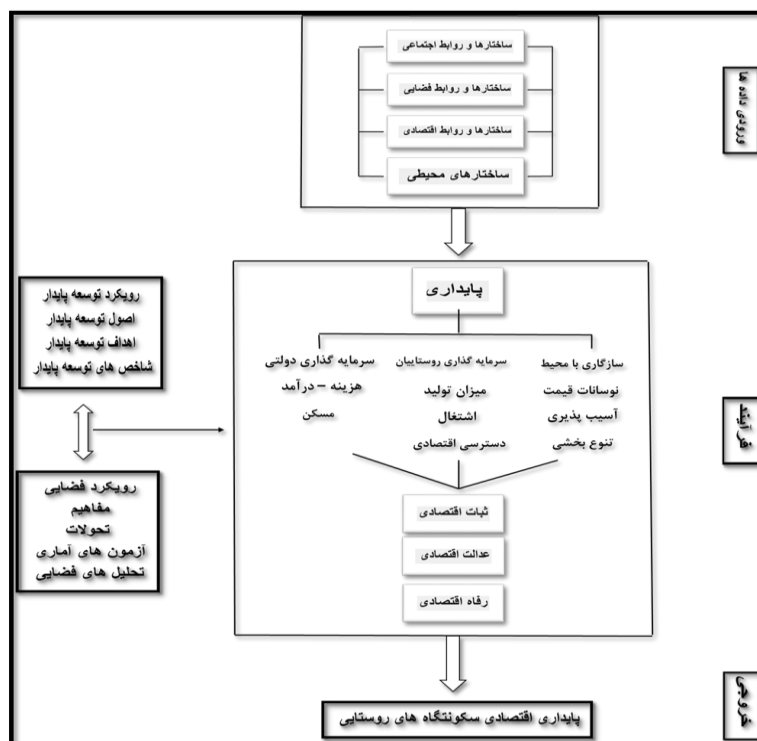 ساختارها و روابط اجتماعی
ساختارها و روابط فضایی
ساختارها و روابط اقتصادی
ساختارهای محیطی
ورودی داده ها
پایداری
سازگاری با محیط
نوسانات قیمت
آسیب پذیری
تنوع بخشی
سرمایه گذاری روستاییان
میزان تولید
اشتغال
دسترسی اقتصادی
سرمایه گذاری دولتی
هزینه – درآمد
مسکن
ثبات اقتصادی
عدالت اقتصادی
رفاه اقتصادی
فرآیند
رویکرد توسعه پایدار
اصول توسعه پایدار
اهداف توسعه پایدار
شاخص های توسعه پایدار
رویکرد فضایی
مفاهیم
تحولات
آزمون های آماری
تحلیل های فضایی
خروجی
پایداری اقتصادی سکونتگاه های روستایی